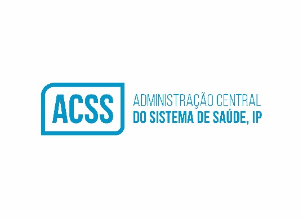 ACSS
ADMINISTRAÇÃO CENTRAL
DO SISTEMA DE SAÚDE, IP